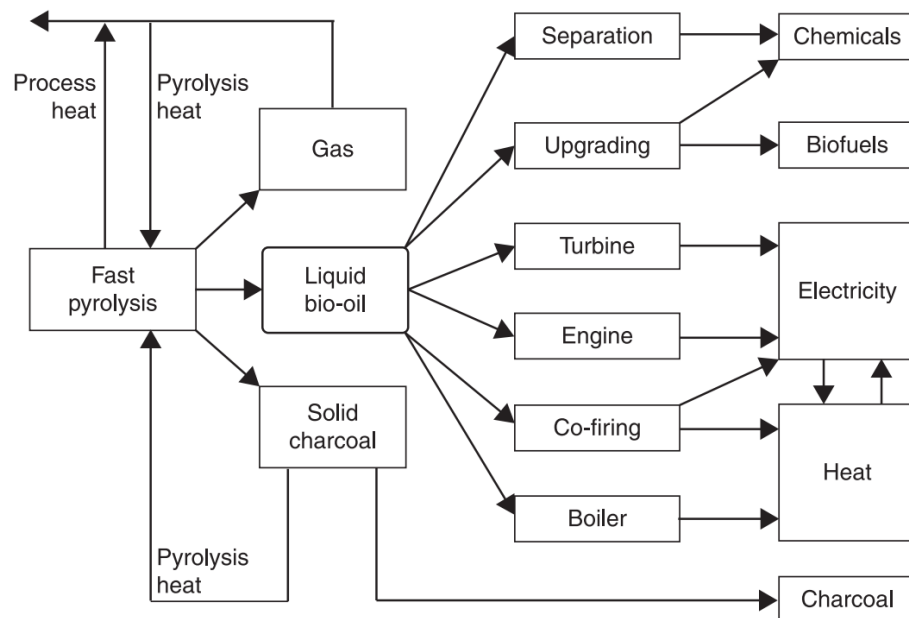 Separation
Chemicals
Process
heat
Pyrolysis
heat
Gas
Upgrading
Biofuels
Fast
pyrolysis
Liquid
bio-oil
Turbine
Electricity
Engine
Solid
charcoal
Co-firing
Heat
Boiler
Pyrolysis
heat
Charcoal